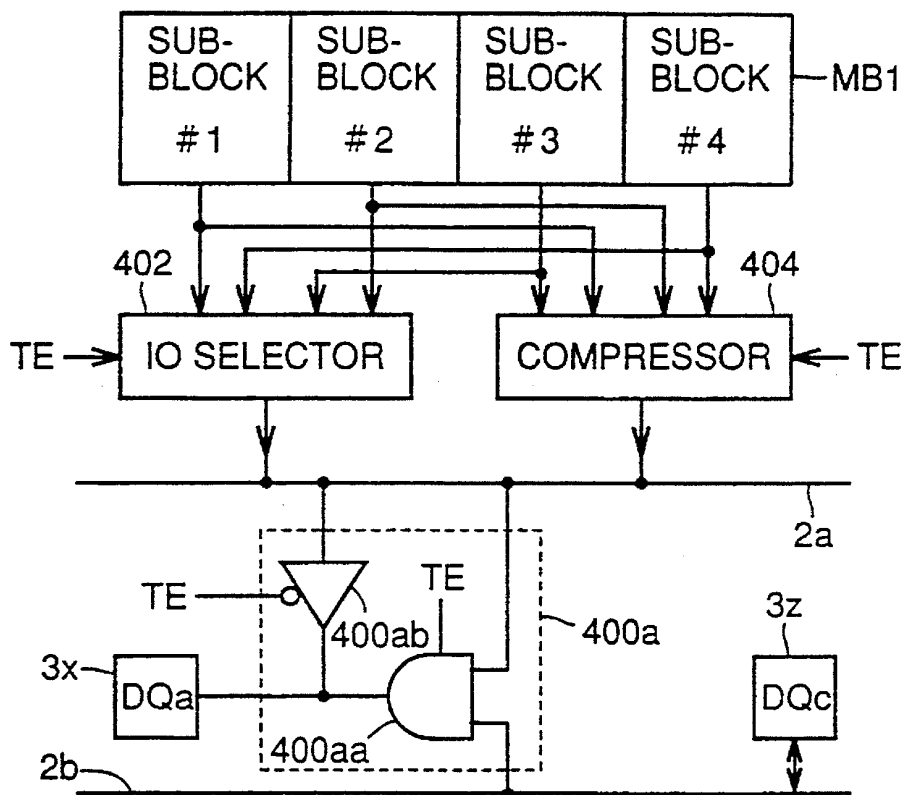 SUB-BLOCK #1
SUB-BLOCK #2
SUB-BLOCK #3
SUB-BLOCK #4
MB1
402
404
TE
IO SELECTOR
COMPRESSOR
TE
2a
TE
TE
400ab
400a
3x
3z
DQa
DQc
400aa
2b